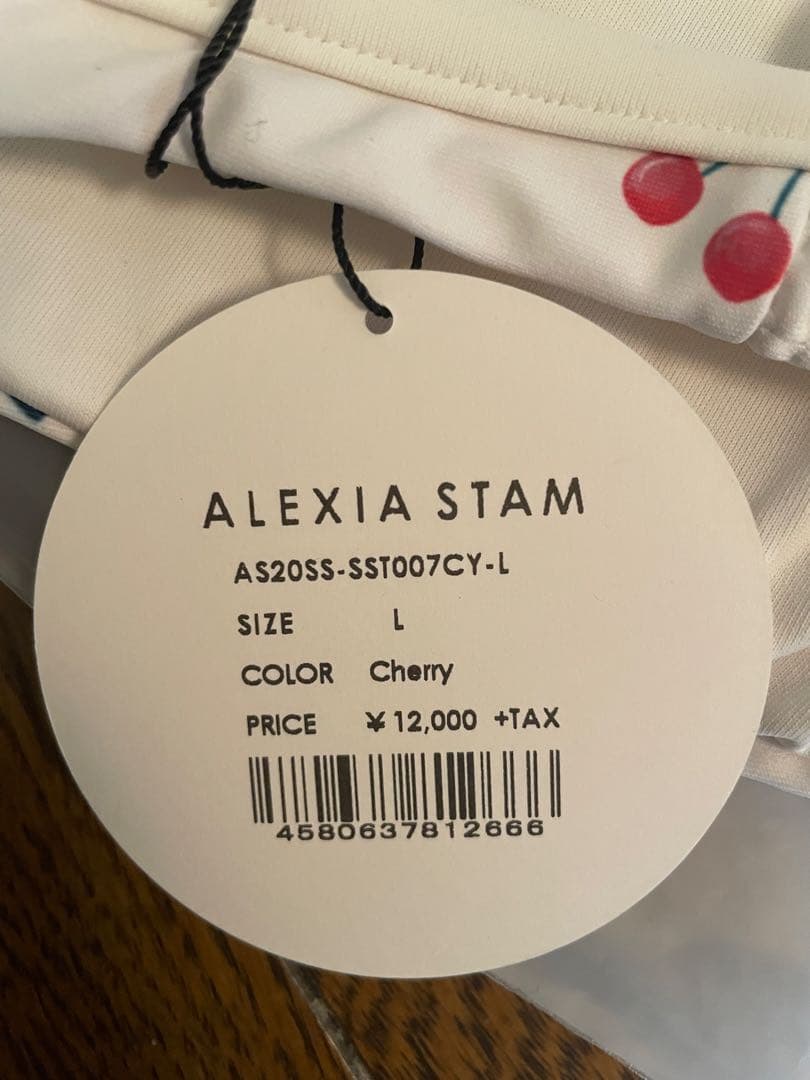 ALEXIA STAM
AS20SS-SST007CY-L
SIZE L
COLOR Cherry
PRICE ¥12,000 +TAX
4580637812666